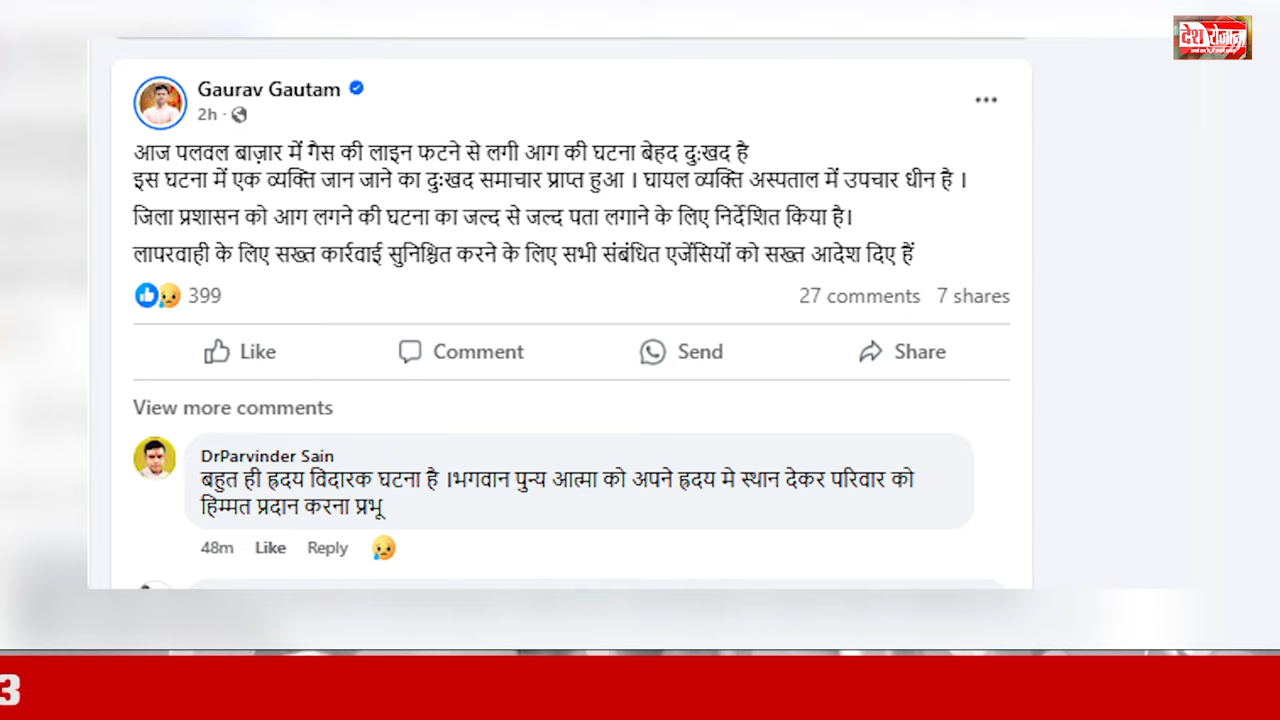 देश रोजाना
Gaurav Gautam
2h ·
आज पलवल बाज़ार में गैस की लाइन फटने से लगी आग की घटना बेहद दुःखद है
इस घटना में एक व्यक्ति जान जाने का दुःखद समाचार प्राप्त हुआ । घायल व्यक्ति अस्पताल में उपचार धीन है ।
जिला प्रशासन को आग लगने की घटना का जल्द से जल्द पता लगाने के लिए निर्देशित किया है।
लापरवाही के लिए सख्त कार्रवाई सुनिश्चित करने के लिए सभी संबंधित एजेंसियों को सख्त आदेश दिए हैं
399 27 comments 7 shares
Like Comment Send Share
View more comments
DrParvinder Sain
बहुत ही ह्रदय विदारक घटना है ।भगवान पुन्य आत्मा को अपने ह्रदय मे स्थान देकर परिवार को
हिम्मत प्रदान करना प्रभू
48m Like Reply
3